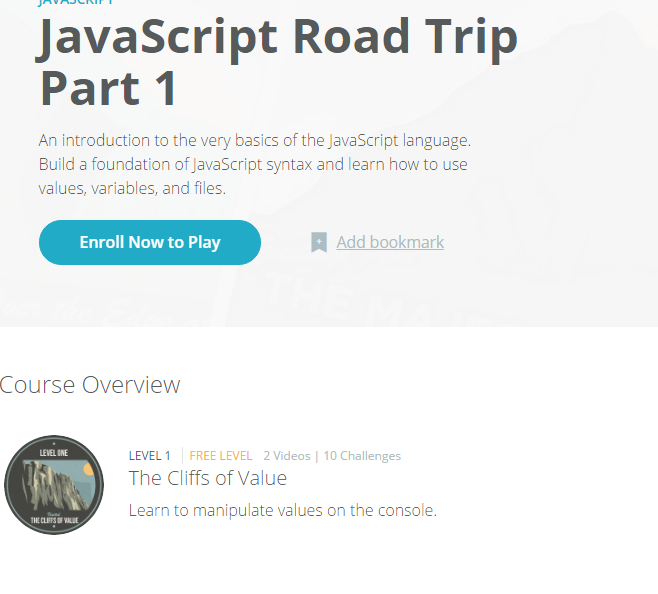 JAVASCRIPT
JavaScript Road Trip
Part 1
An introduction to the very basics of the JavaScript language.
Build a foundation of JavaScript syntax and learn how to use
values, variables, and files.
Enroll Now to Play
Add bookmark
THE MAJES
Course Overview
LEVEL ONE
THE CLIFFS OF VALUE
LEVEL 1 FREE LEVEL 2 Videos | 10 Challenges
The Cliffs of Value
Learn to manipulate values on the console.